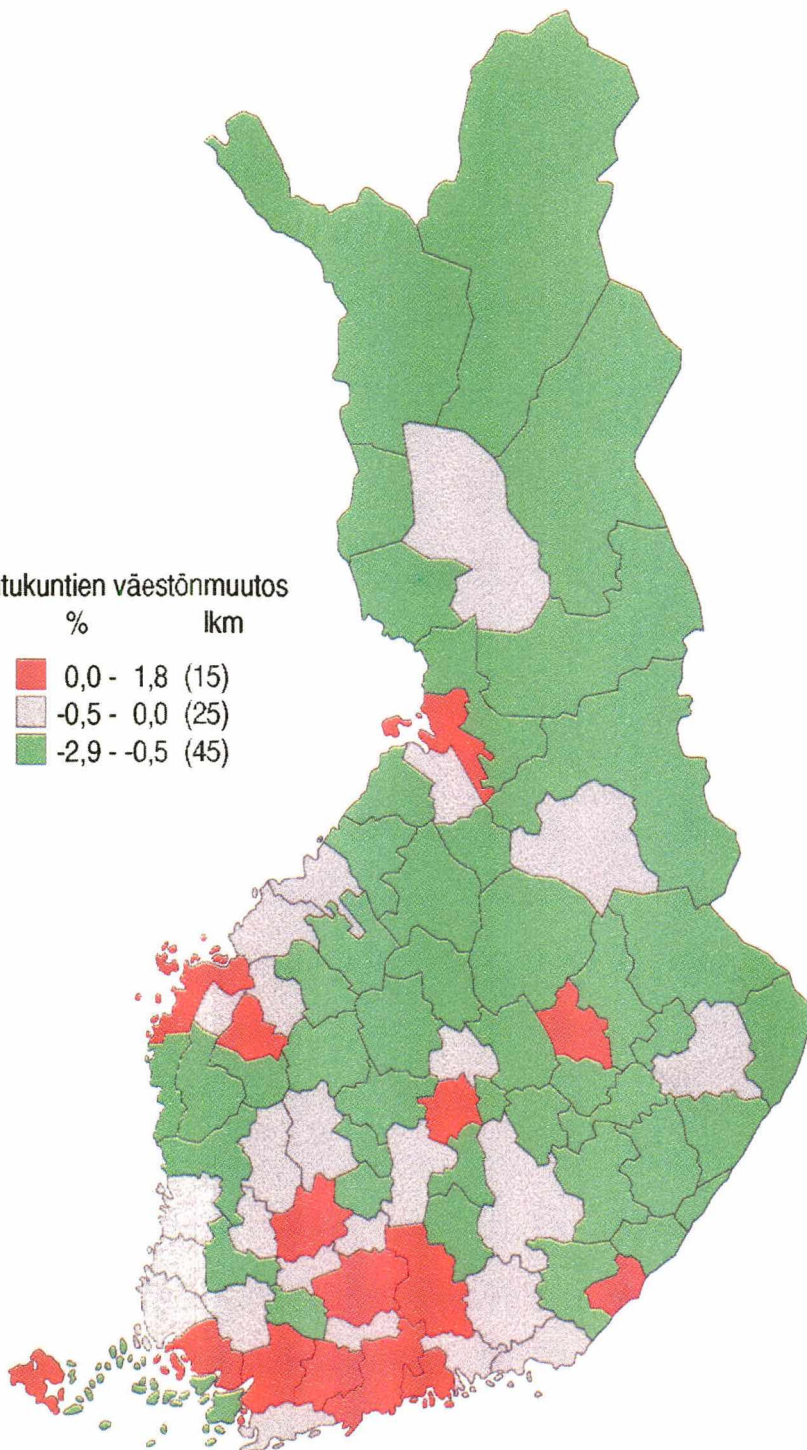 tukuntien väestönmuutos
% lkm
0,0 - 1,8 (15)
-0,5 - 0,0 (25)
-2,9 - -0,5 (45)